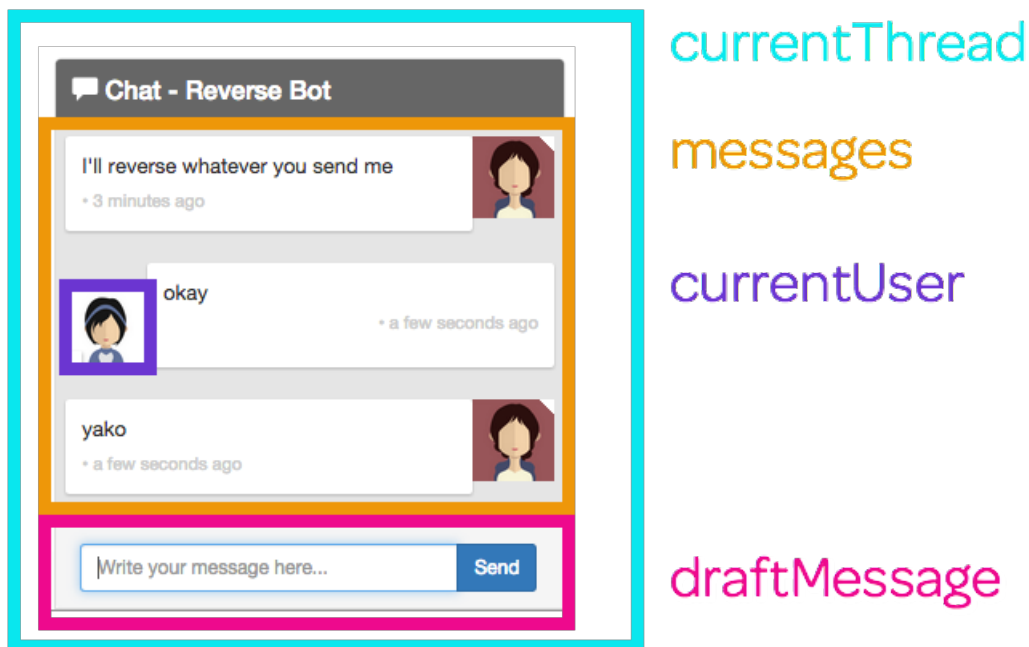 currentThread
Chat - Reverse Bot
messages
I'll reverse whatever you send me
• 3 minutes ago
currentUser
okay
• a few seconds ago
yako
• a few seconds ago
Write your message here...
Send
draftMessage